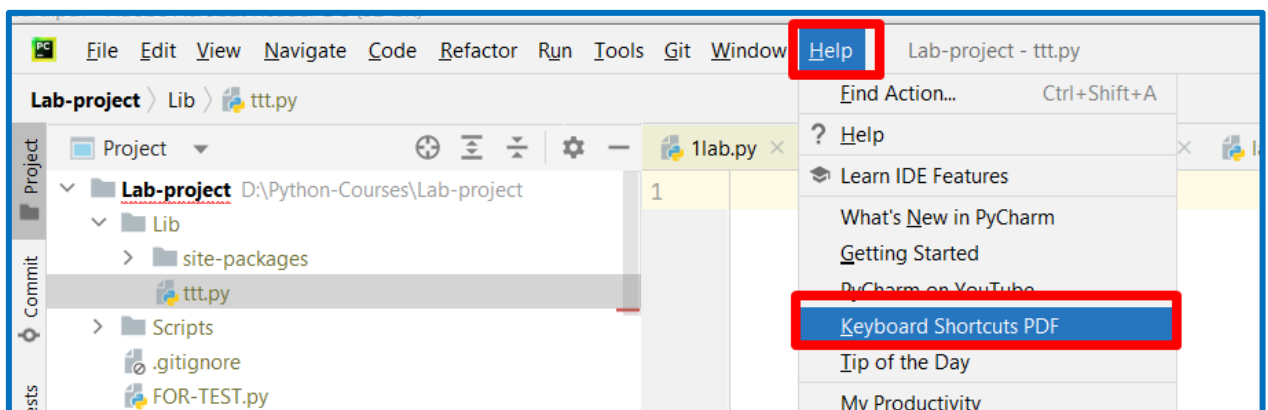 PC File Edit View Navigate Code Refactor Run Tools Git Window Help Lab-project - ttt.py
Lab-project Lib ttt.py
Find Action... Ctrl+Shift+A
Project
Project
1lab.py
? Help
Lab-project D:\Python-Courses\Lab-project
1
Learn IDE Features
Lib
What's New in PyCharm
site-packages
Getting Started
Commit
ttt.py
PyCharm on YouTube
Scripts
Keyboard Shortcuts PDF
.gitignore
Tip of the Day
FOR-TEST.py
My Productivity